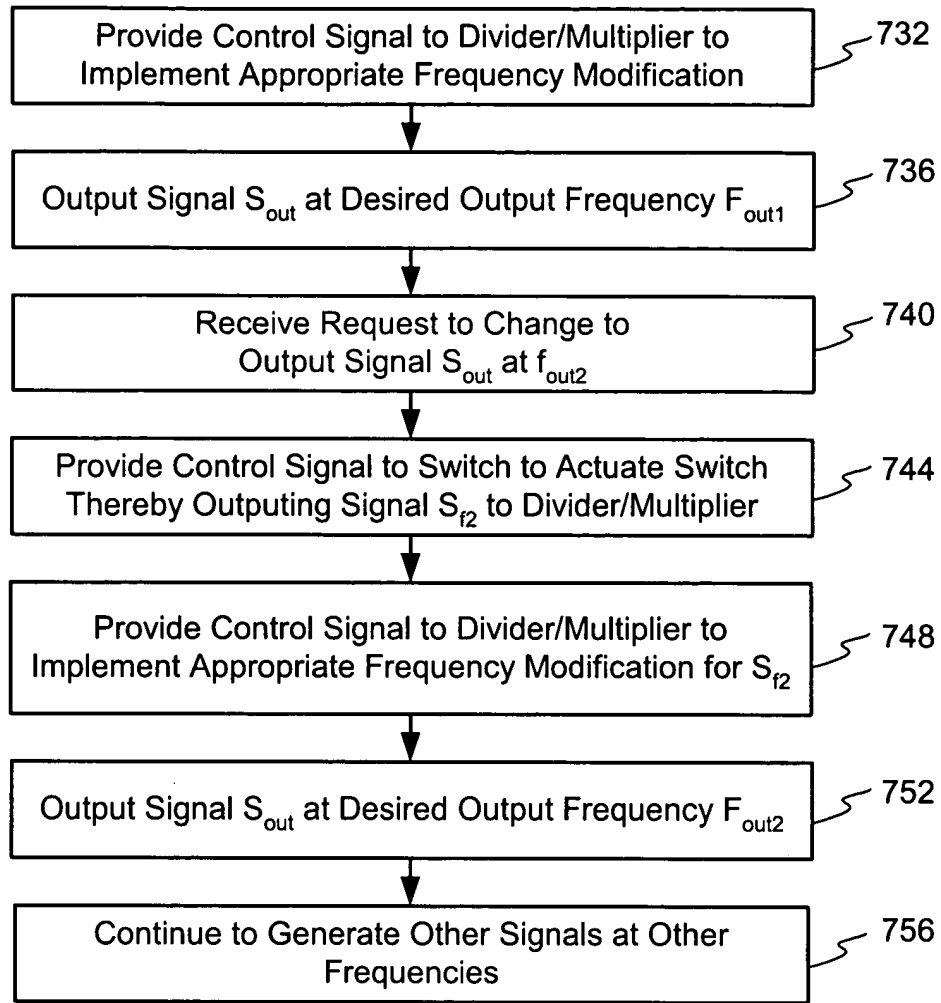 Provide Control Signal to Divider/Multiplier to
Implement Appropriate Frequency Modification
732
Output Signal Sout at Desired Output Frequency Fout1
736
Receive Request to Change to
Output Signal Sout at fout2
740
Provide Control Signal to Switch to Actuate Switch
Thereby Outputing Signal Sf2 to Divider/Multiplier
744
Provide Control Signal to Divider/Multiplier to
Implement Appropriate Frequency Modification for Sf2
748
Output Signal Sout at Desired Output Frequency Fout2
752
Continue to Generate Other Signals at Other
Frequencies
756